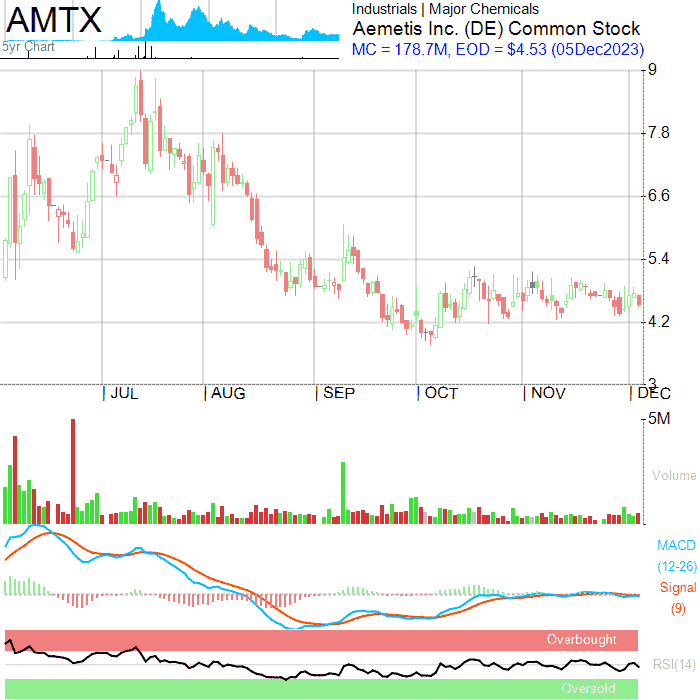 AMTX
5yr Chart
Industrials | Major Chemicals
Aemetis Inc. (DE) Common Stock
MC = 178.7M, EOD = $4.53 (05Dec2023)
9
7.8
6.6
5.4
4.2
3
JUL AUG SEP OCT NOV DEC
5M
Volume
MACD
(12-26)
Signal
(9)
Overbought
RSI(14)
Oversold